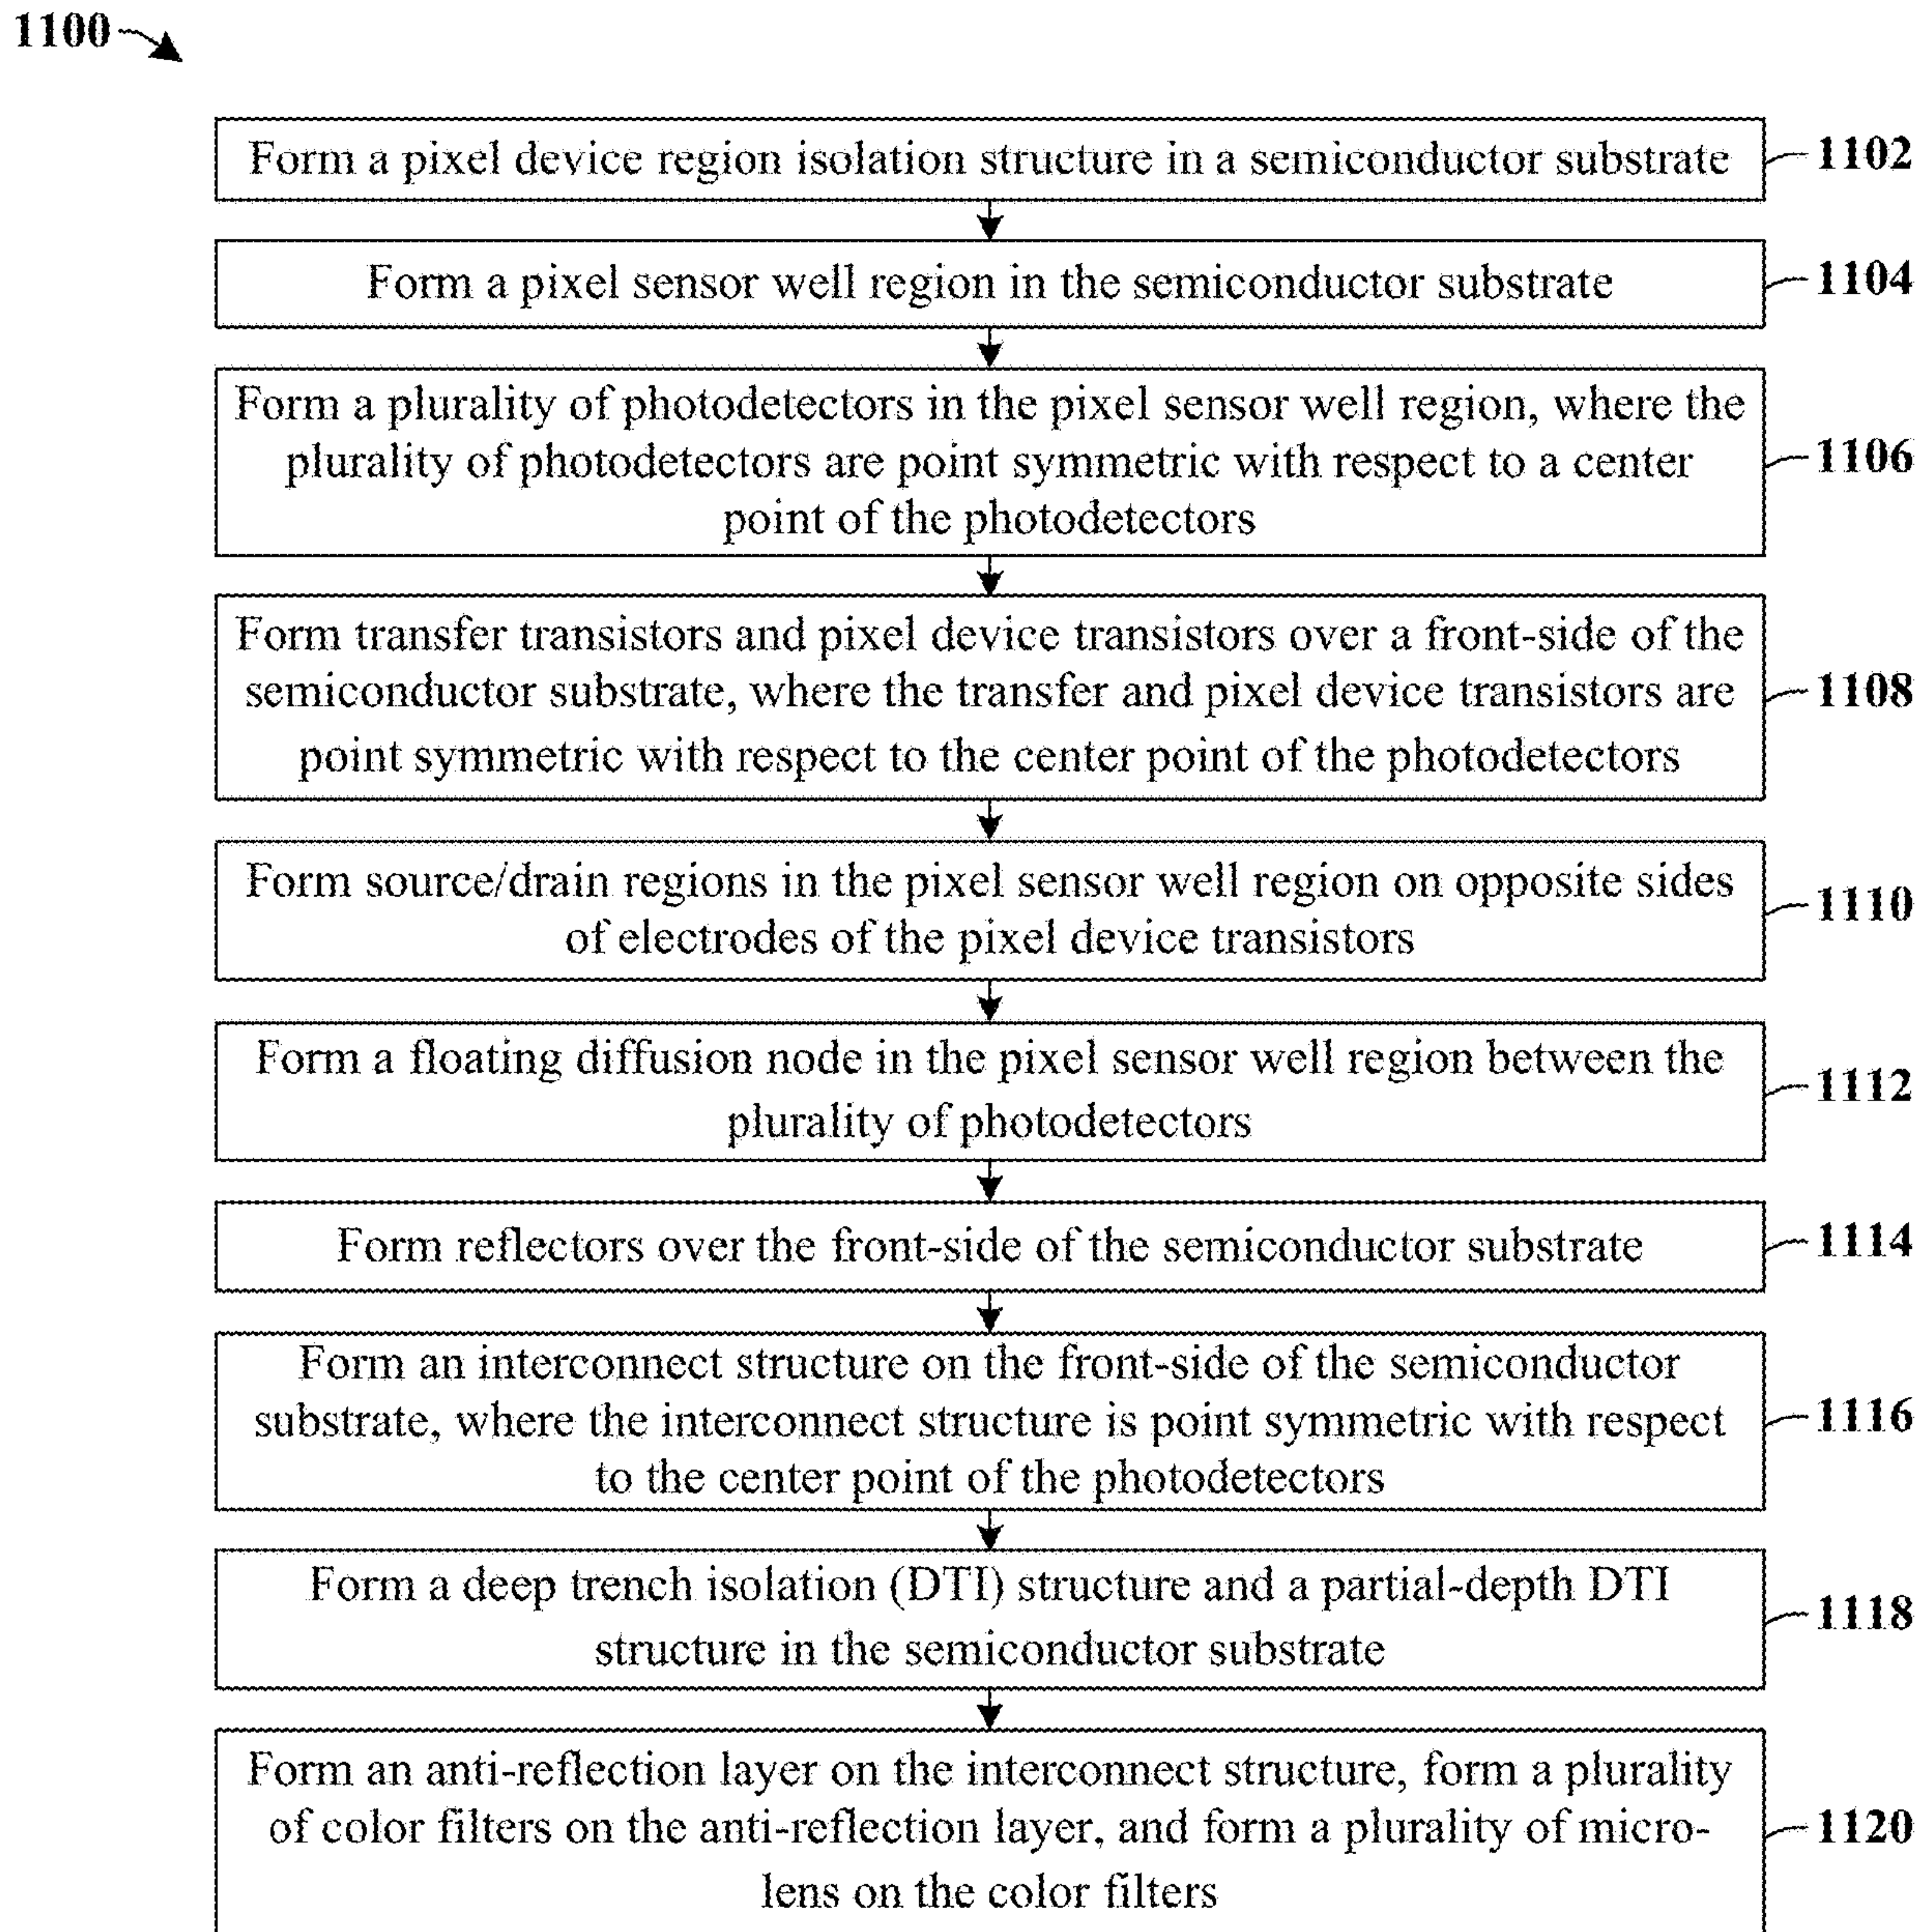 1100
Form a pixel device region isolation structure in a semiconductor substrate
1102
Form a pixel sensor well region in the semiconductor substrate
1104
Form a plurality of photodetectors in the pixel sensor well region, where the
plurality of photodetectors are point symmetric with respect to a center
point of the photodetectors
1106
Form transfer transistors and pixel device transistors over a front-side of the
semiconductor substrate, where the transfer and pixel device transistors are
point symmetric with respect to the center point of the photodetectors
1108
Form source/drain regions in the pixel sensor well region on opposite sides
of electrodes of the pixel device transistors
1110
Form a floating diffusion node in the pixel sensor well region between the
plurality of photodetectors
1112
Form reflectors over the front-side of the semiconductor substrate
1114
Form an interconnect structure on the front-side of the semiconductor
substrate, where the interconnect structure is point symmetric with respect
to the center point of the photodetectors
1116
Form a deep trench isolation (DTI) structure and a partial-depth DTI
structure in the semiconductor substrate
1118
Form an anti-reflection layer on the interconnect structure, form a plurality
of color filters on the anti-reflection layer, and form a plurality of micro-
lens on the color filters
1120